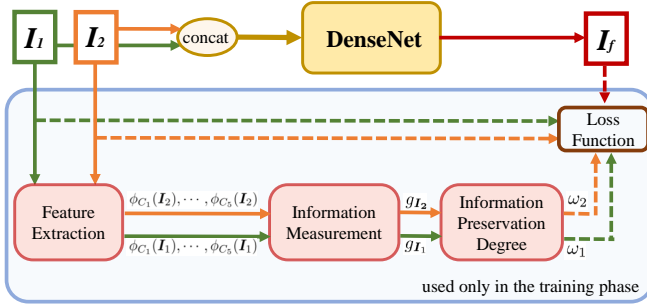 I1 I2 concat DenseNet If
Loss
Function
Feature
Extraction
ϕC1(I2), · · · , ϕC5(I2)
ϕC1(I1), · · · , ϕC5(I1)
Information
Measurement
gI2
gI1
Information
Preservation
Degree
ω2
ω1
used only in the training phase